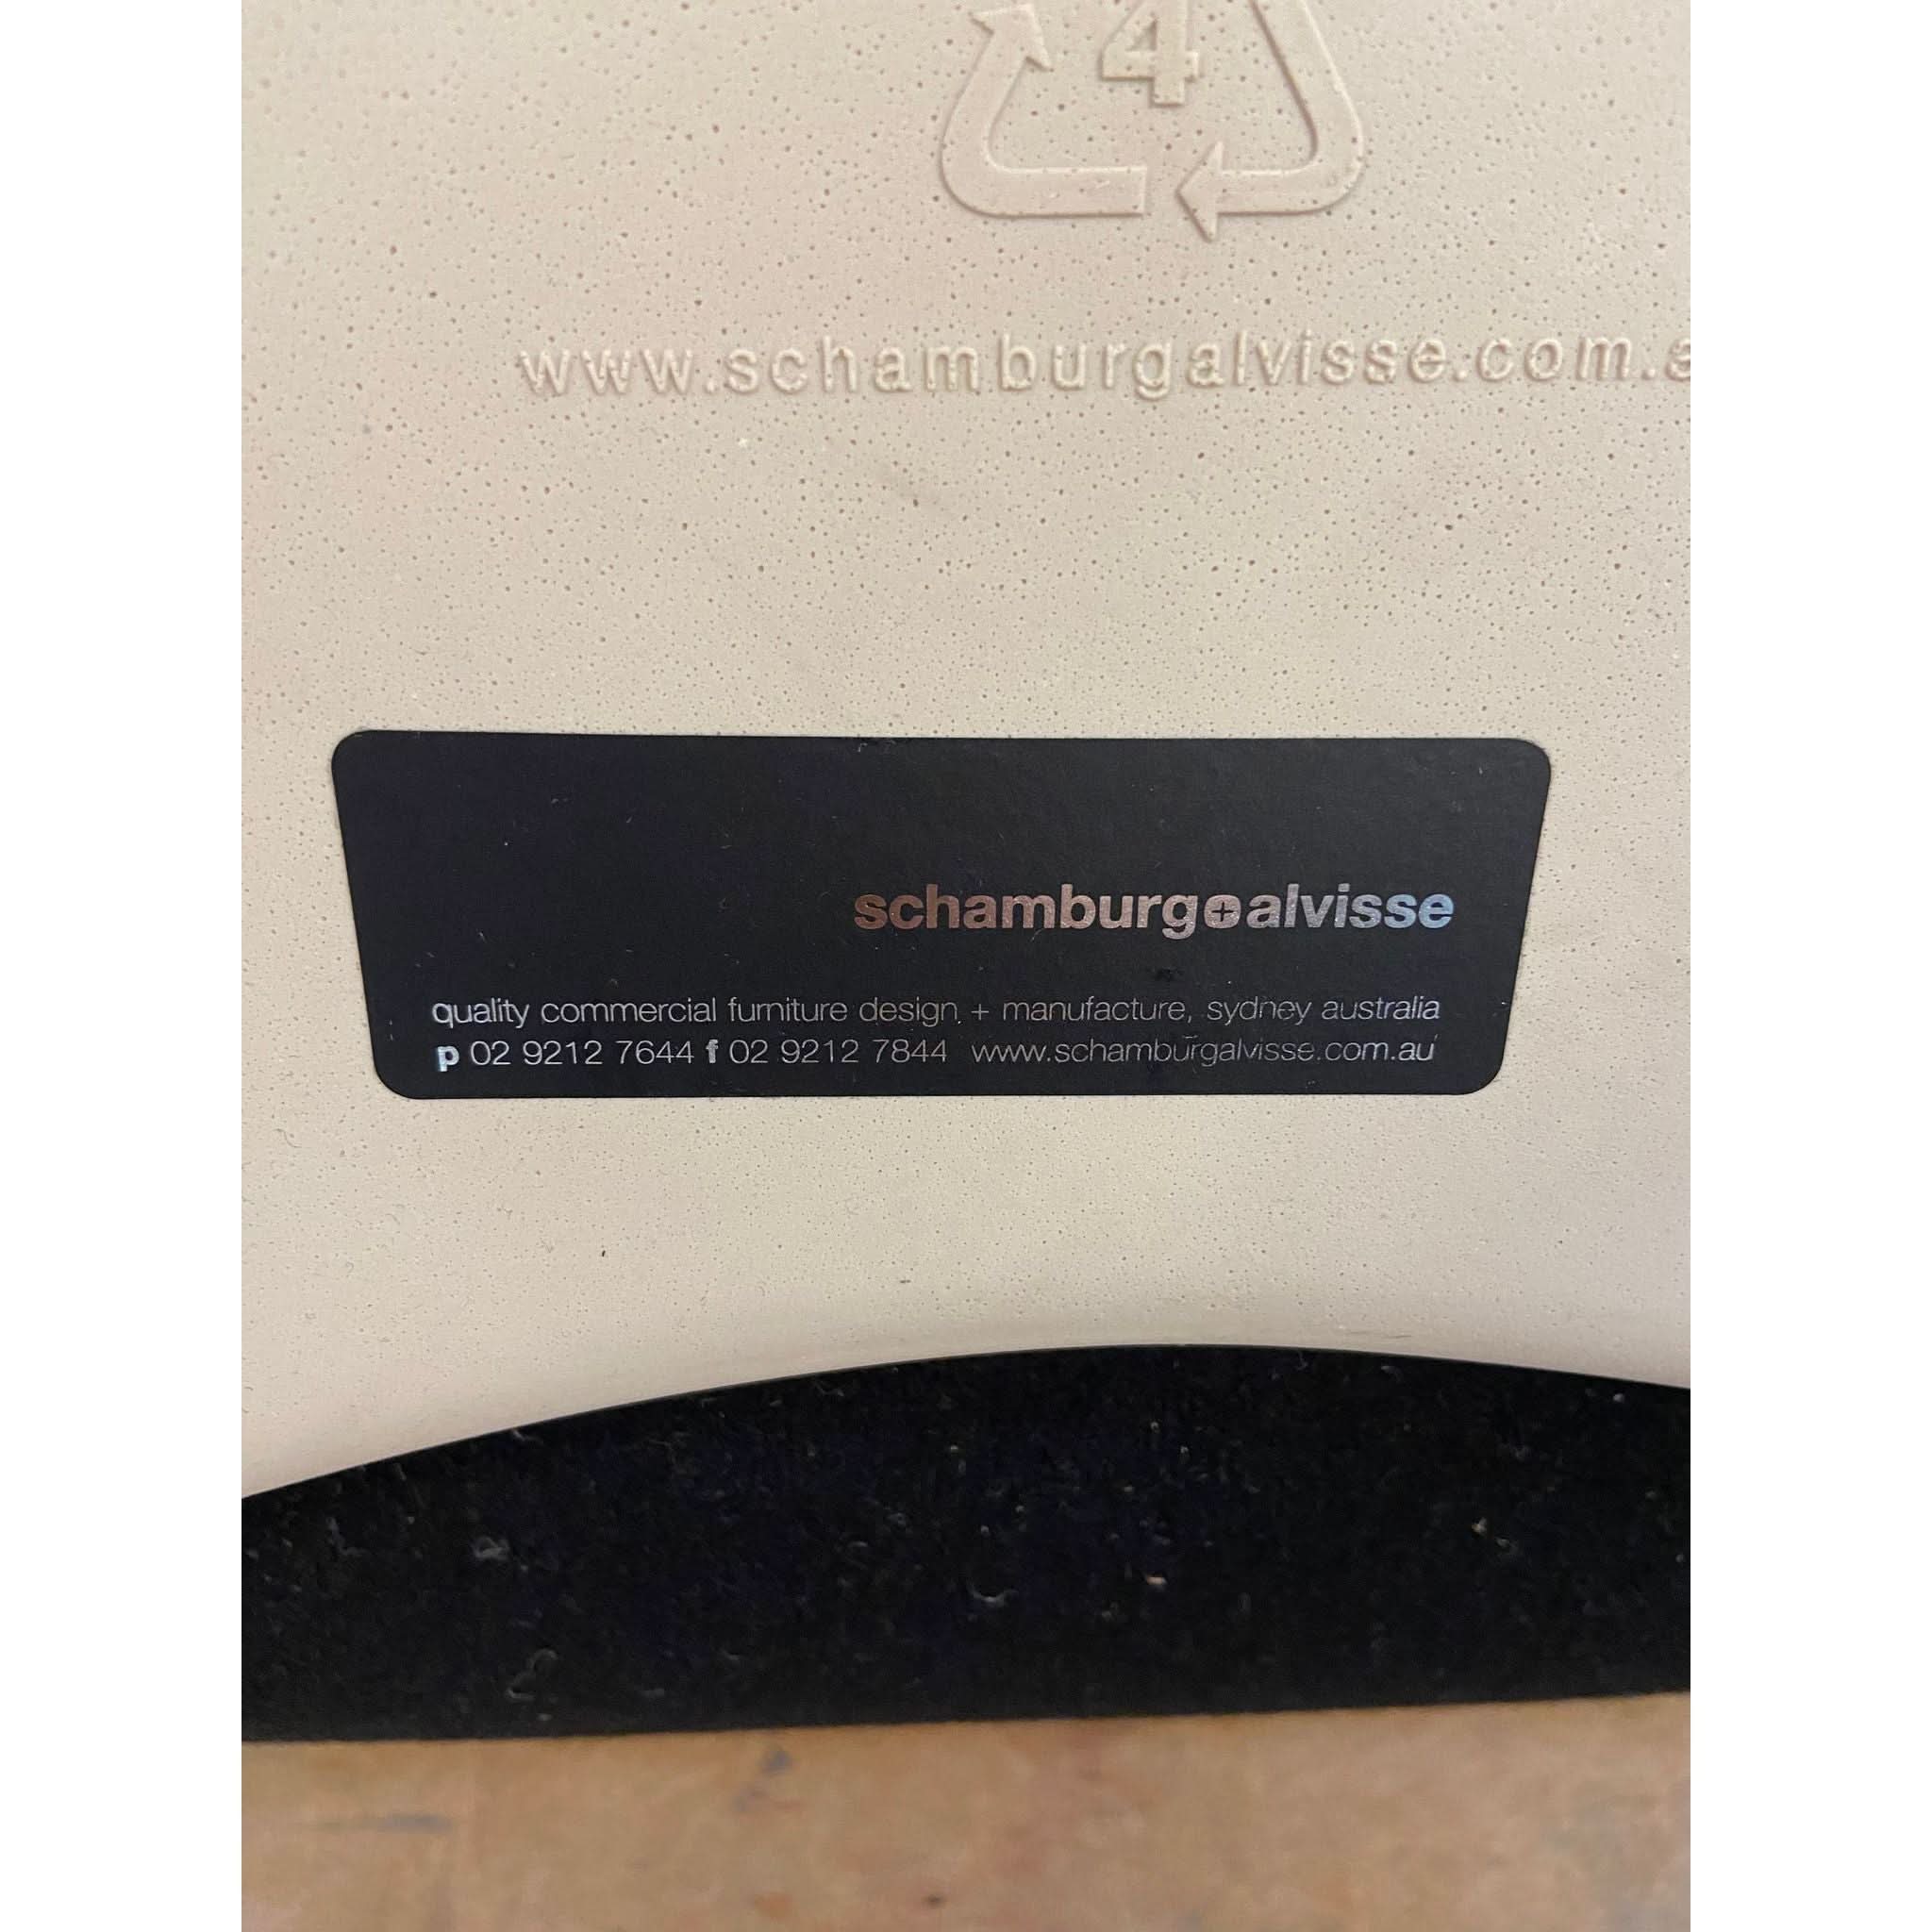 4
www.schamburgalvisse.com.a
schamburg+alvisse
quality commercial furniture design + manufacture, sydney australia
p 02 9212 7644 f 02 9212 7844 www.schamburgalvisse.com.au